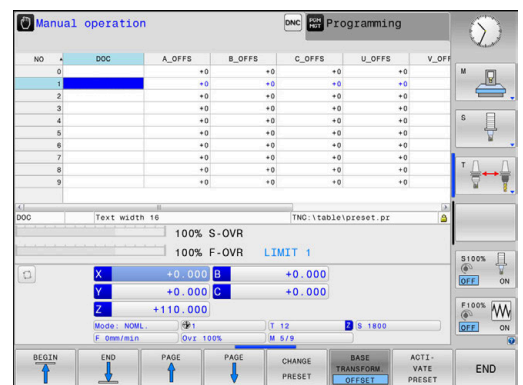 Manual operation DNC PGM MGT Programming
NO DOC A_OFFS B_OFFS C_OFFS U_OFFS V_OFF
0 +0 +0 +0 +0
1 +0 +0 +0 +0
2 +0 +0 +0 +0
3 +0 +0 +0 +0
4 +0 +0 +0 +0
5 +0 +0 +0 +0
6 +0 +0 +0 +0
7 +0 +0 +0 +0
8 +0 +0 +0 +0
9 +0 +0 +0 +0
DOC Text width 16 TNC:\table\preset.pr
100% S-OVR
100% F-OVR LIMIT 1
X +0.000 B +0.000
Y +0.000 C +0.000
Z +110.000
Mode: NOML. 1 T 12 Z S 1800
F 0mm/min Ovr 100% M 5/9
M
S
T
S100%
OFF ON
F100%
OFF ON
BEGIN
END
PAGE
PAGE
CHANGE
PRESET
BASE
TRANSFORM.
OFFSET
ACTI-
VATE
PRESET
END